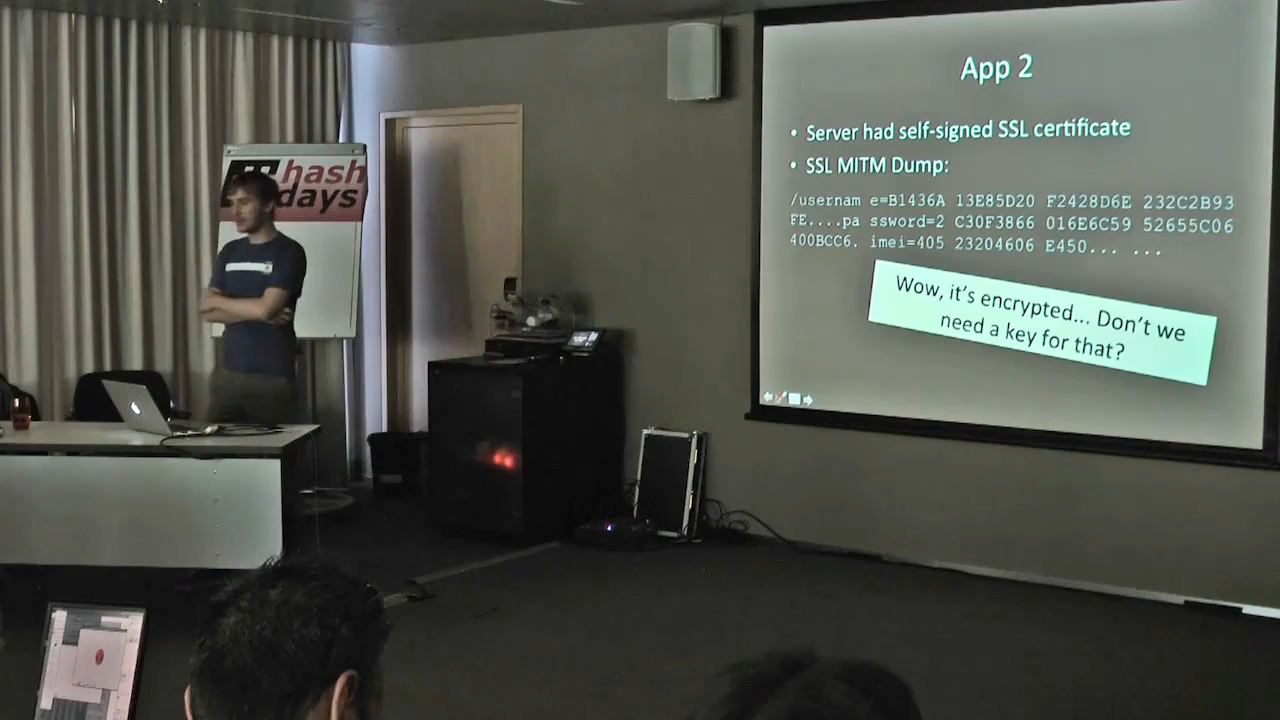 hash
days
App 2
• Server had self-signed SSL certificate
• SSL MITM Dump:
/usernam e=B1436A 13E85D20 F2428D6E 232C2B93
FE....pa ssword=2 C30F3866 016E6C59 52655C06
400BCC6. imei=405 23204606 E450... ...
Wow, it's encrypted... Don't we
need a key for that?